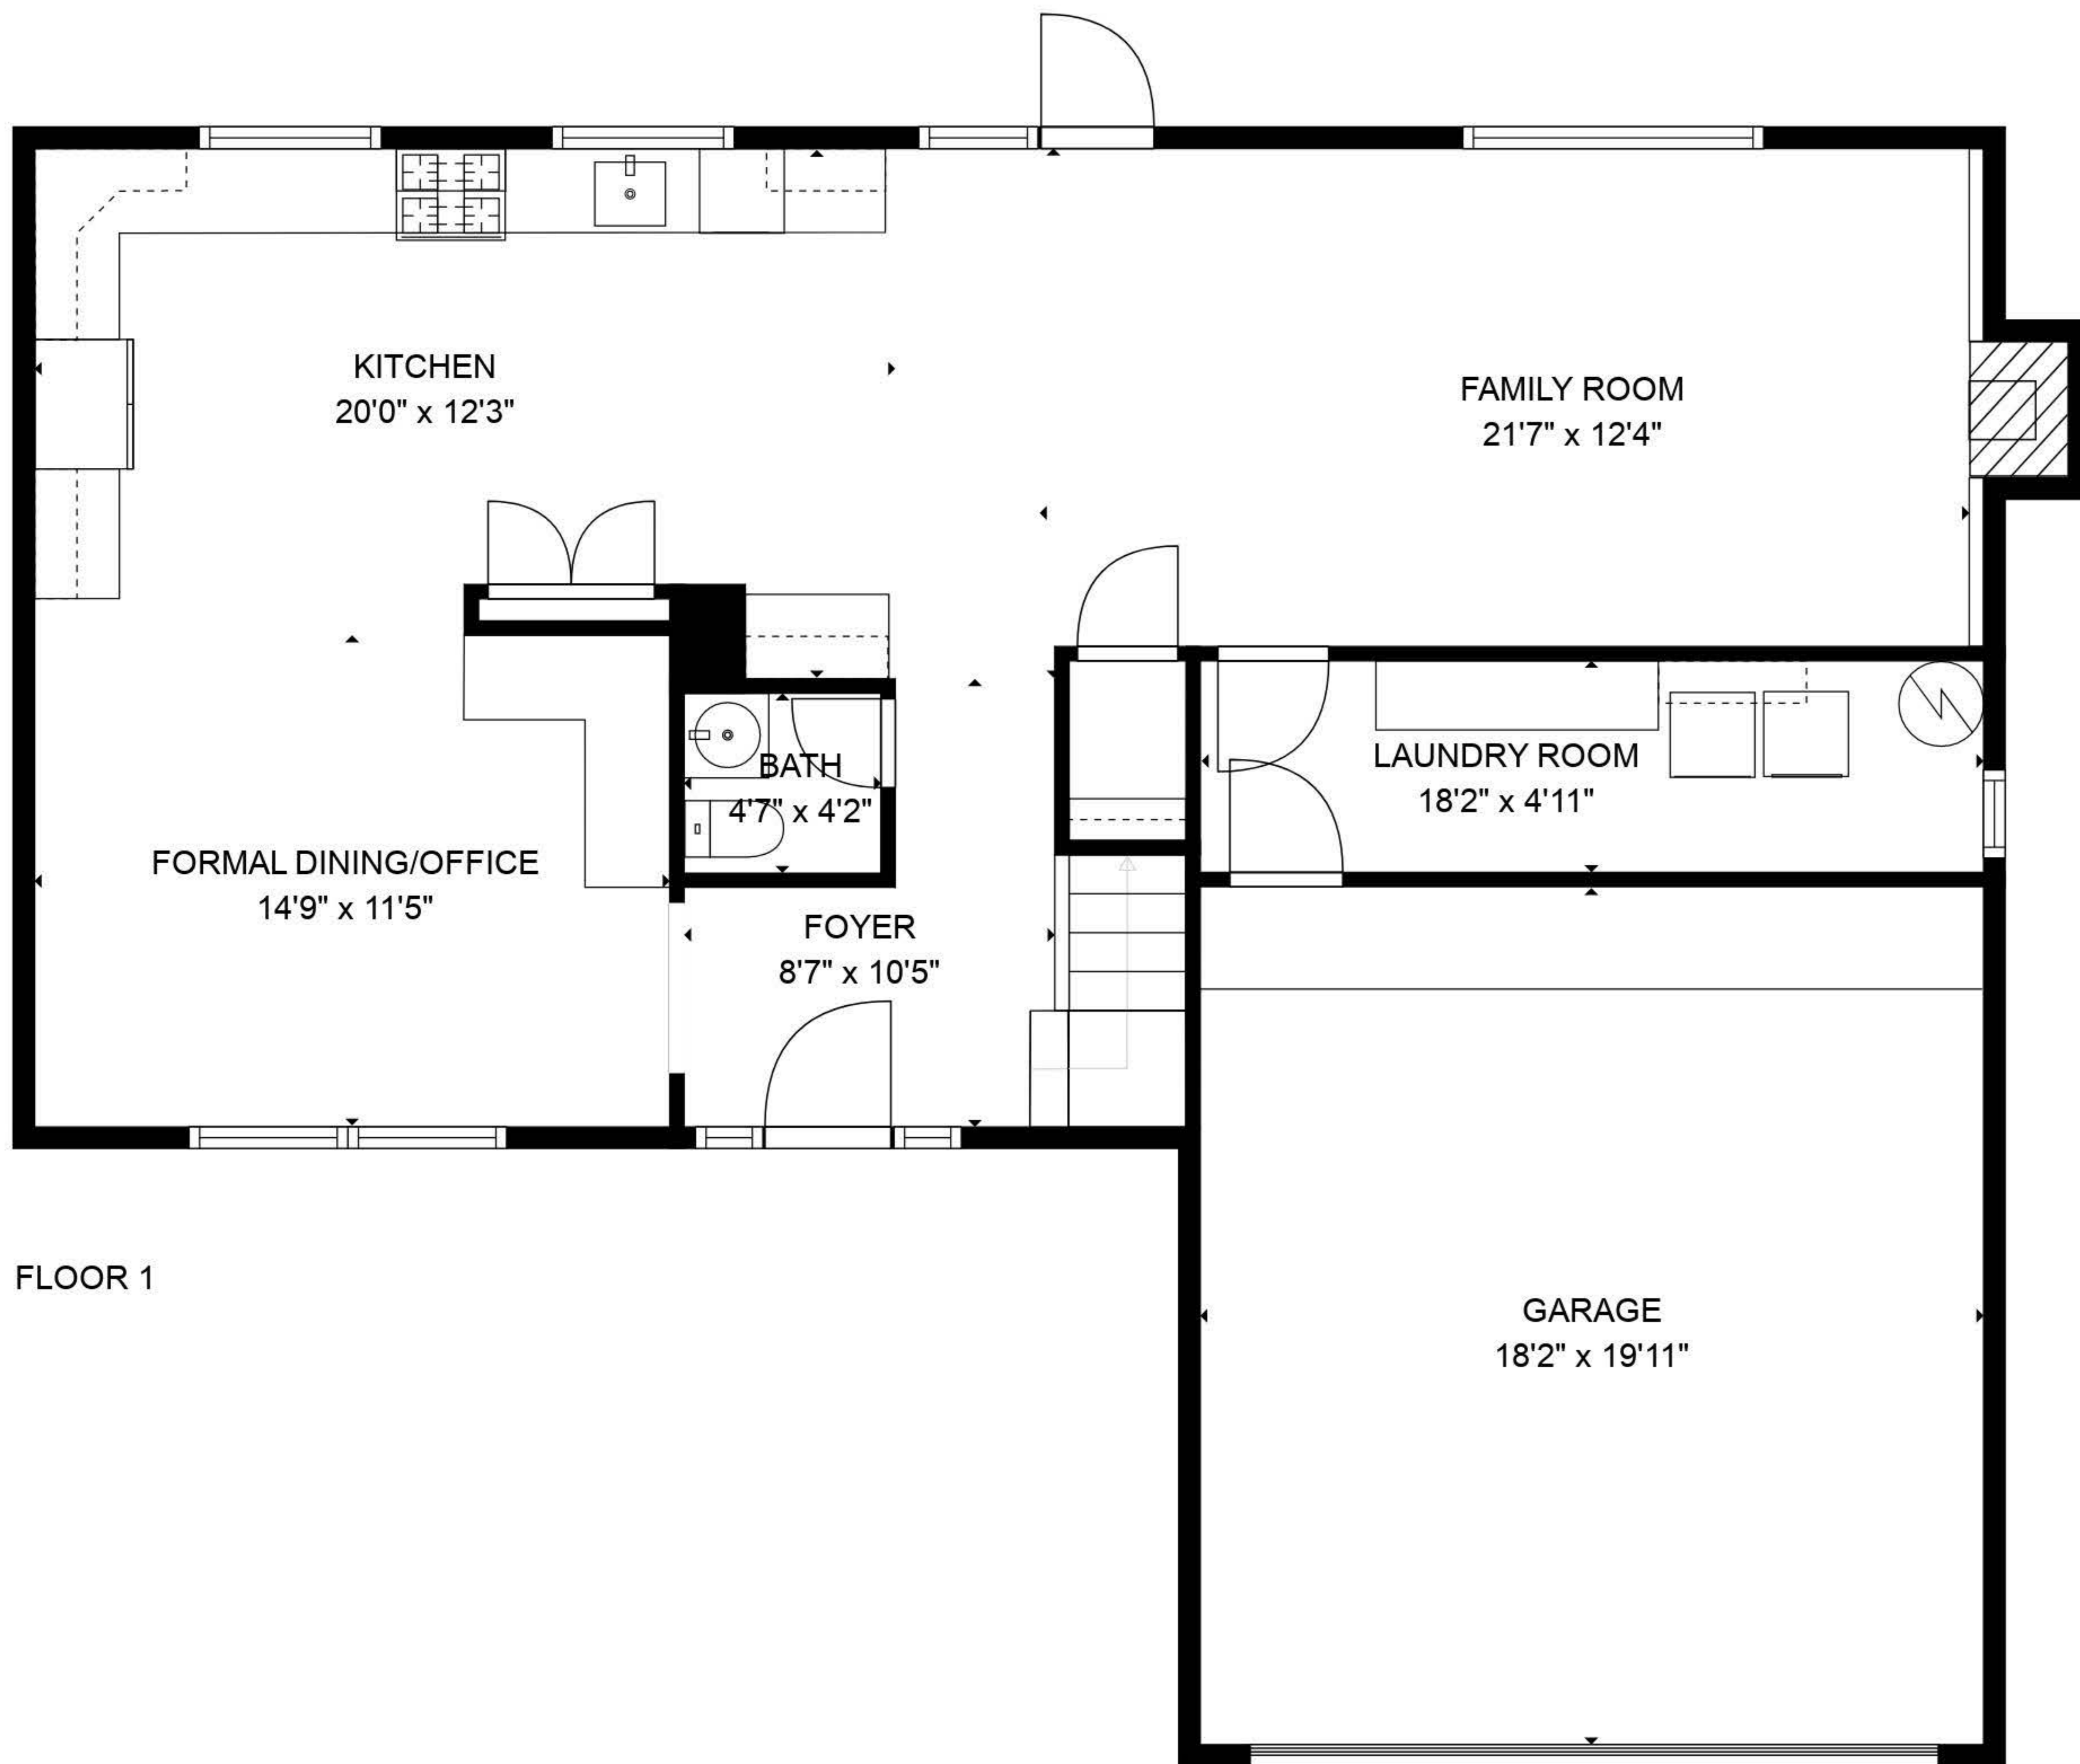 KITCHEN
20'0" x 12'3"
FAMILY ROOM
21'7" x 12'4"
BATH
4'7" x 4'2"
LAUNDRY ROOM
18'2" x 4'11"
FORMAL DINING/OFFICE
14'9" x 11'5"
FOYER
8'7" x 10'5"
FLOOR 1
GARAGE
18'2" x 19'11"